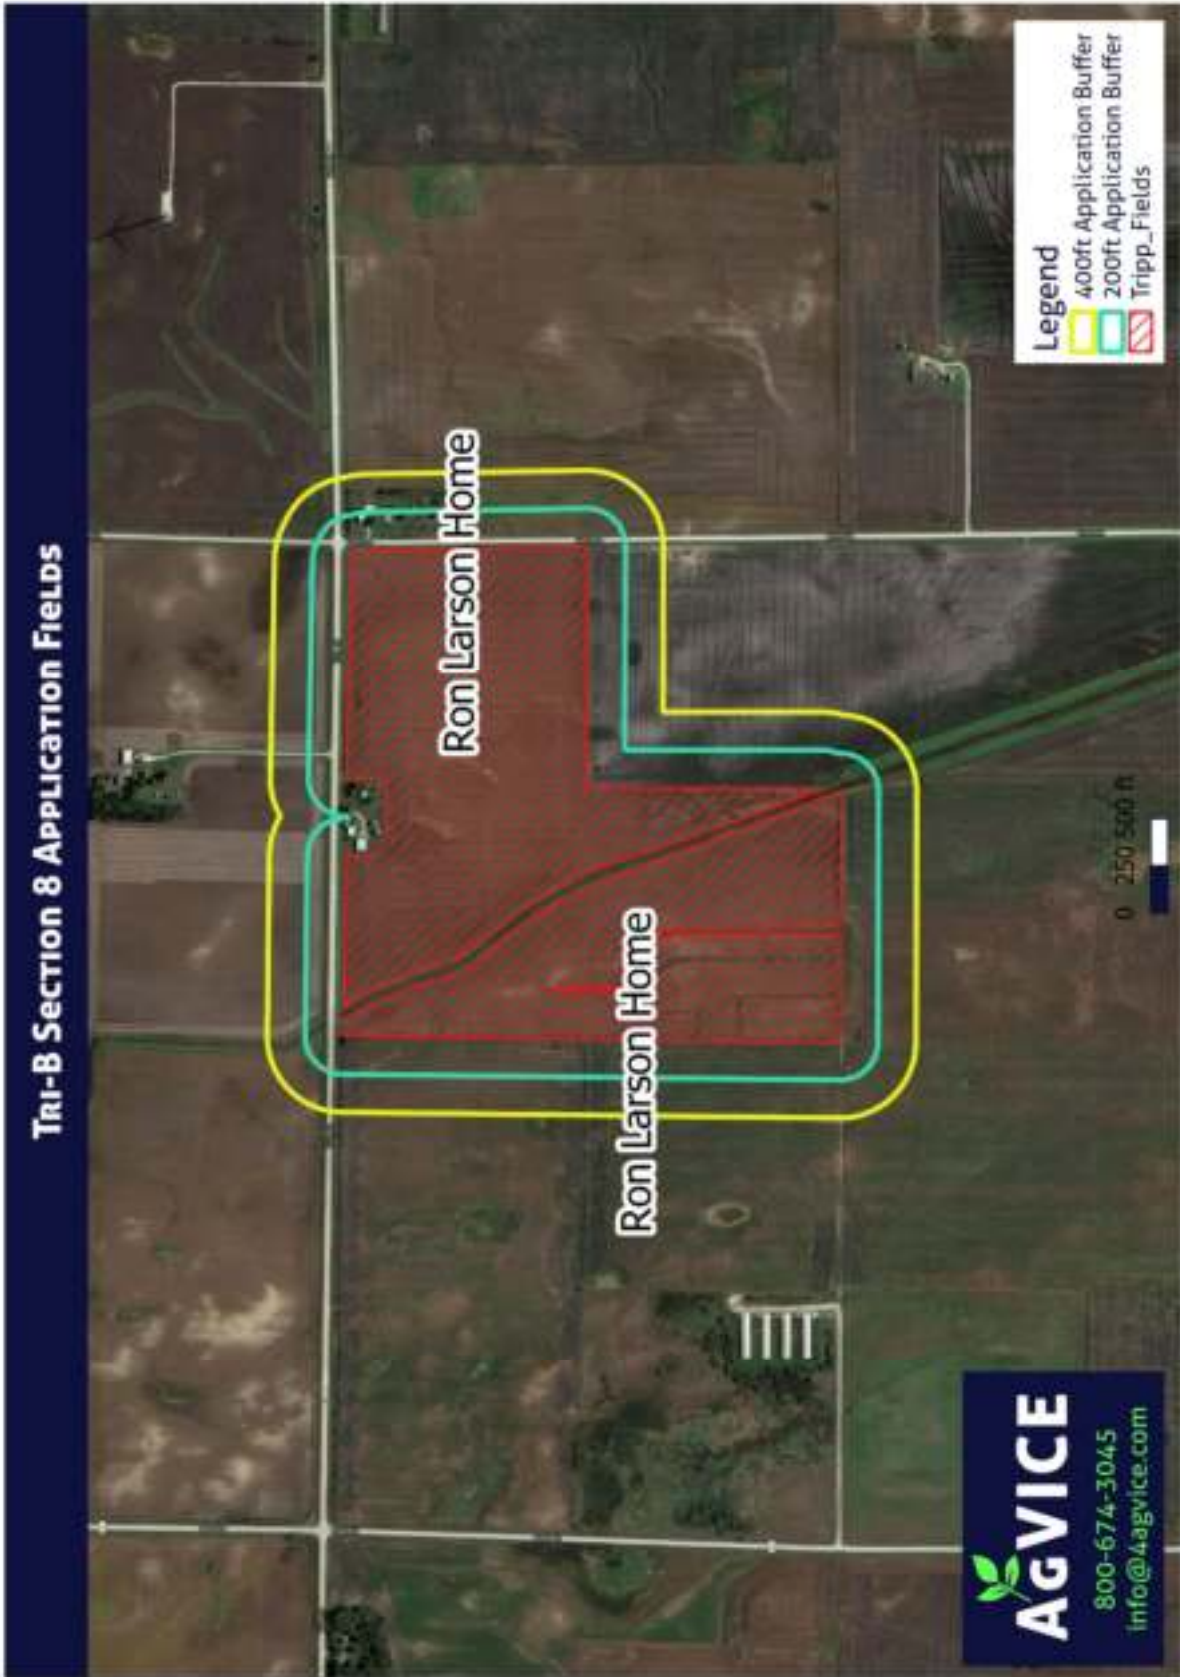 Tri-B Section 8 Application Fields
Ron Larson Home
Ron Larson Home
Legend
400ft Application Buffer
200ft Application Buffer
Tripp_Fields
0 250 500 ft
AGVICE
800-674-3045
info@4agvice.com